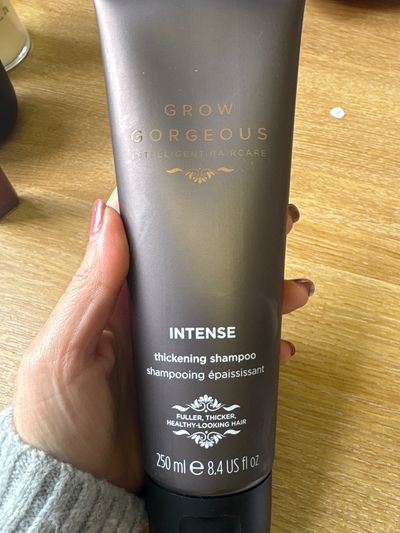 GROW
GORGEOUS
INTELLIGENT HAIRCARE
INTENSE
thickening shampoo
shampooing épaississant
FULLER, THICKER,
HEALTHY-LOOKING HAIR
250 ml ℮ 8.4 US fl oz